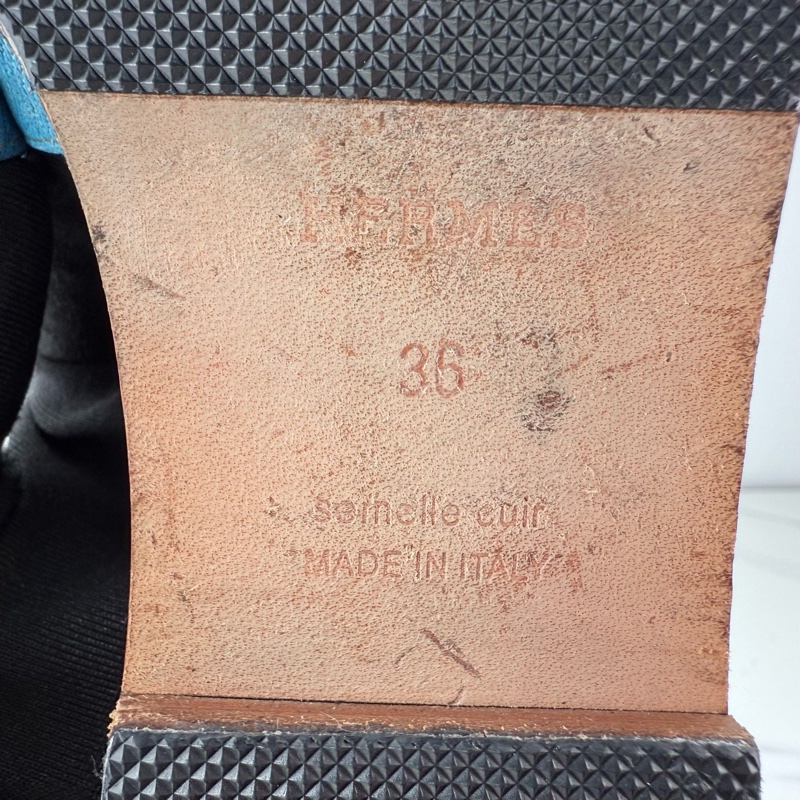 HERMES
36
semelle cuir
MADE IN ITALY